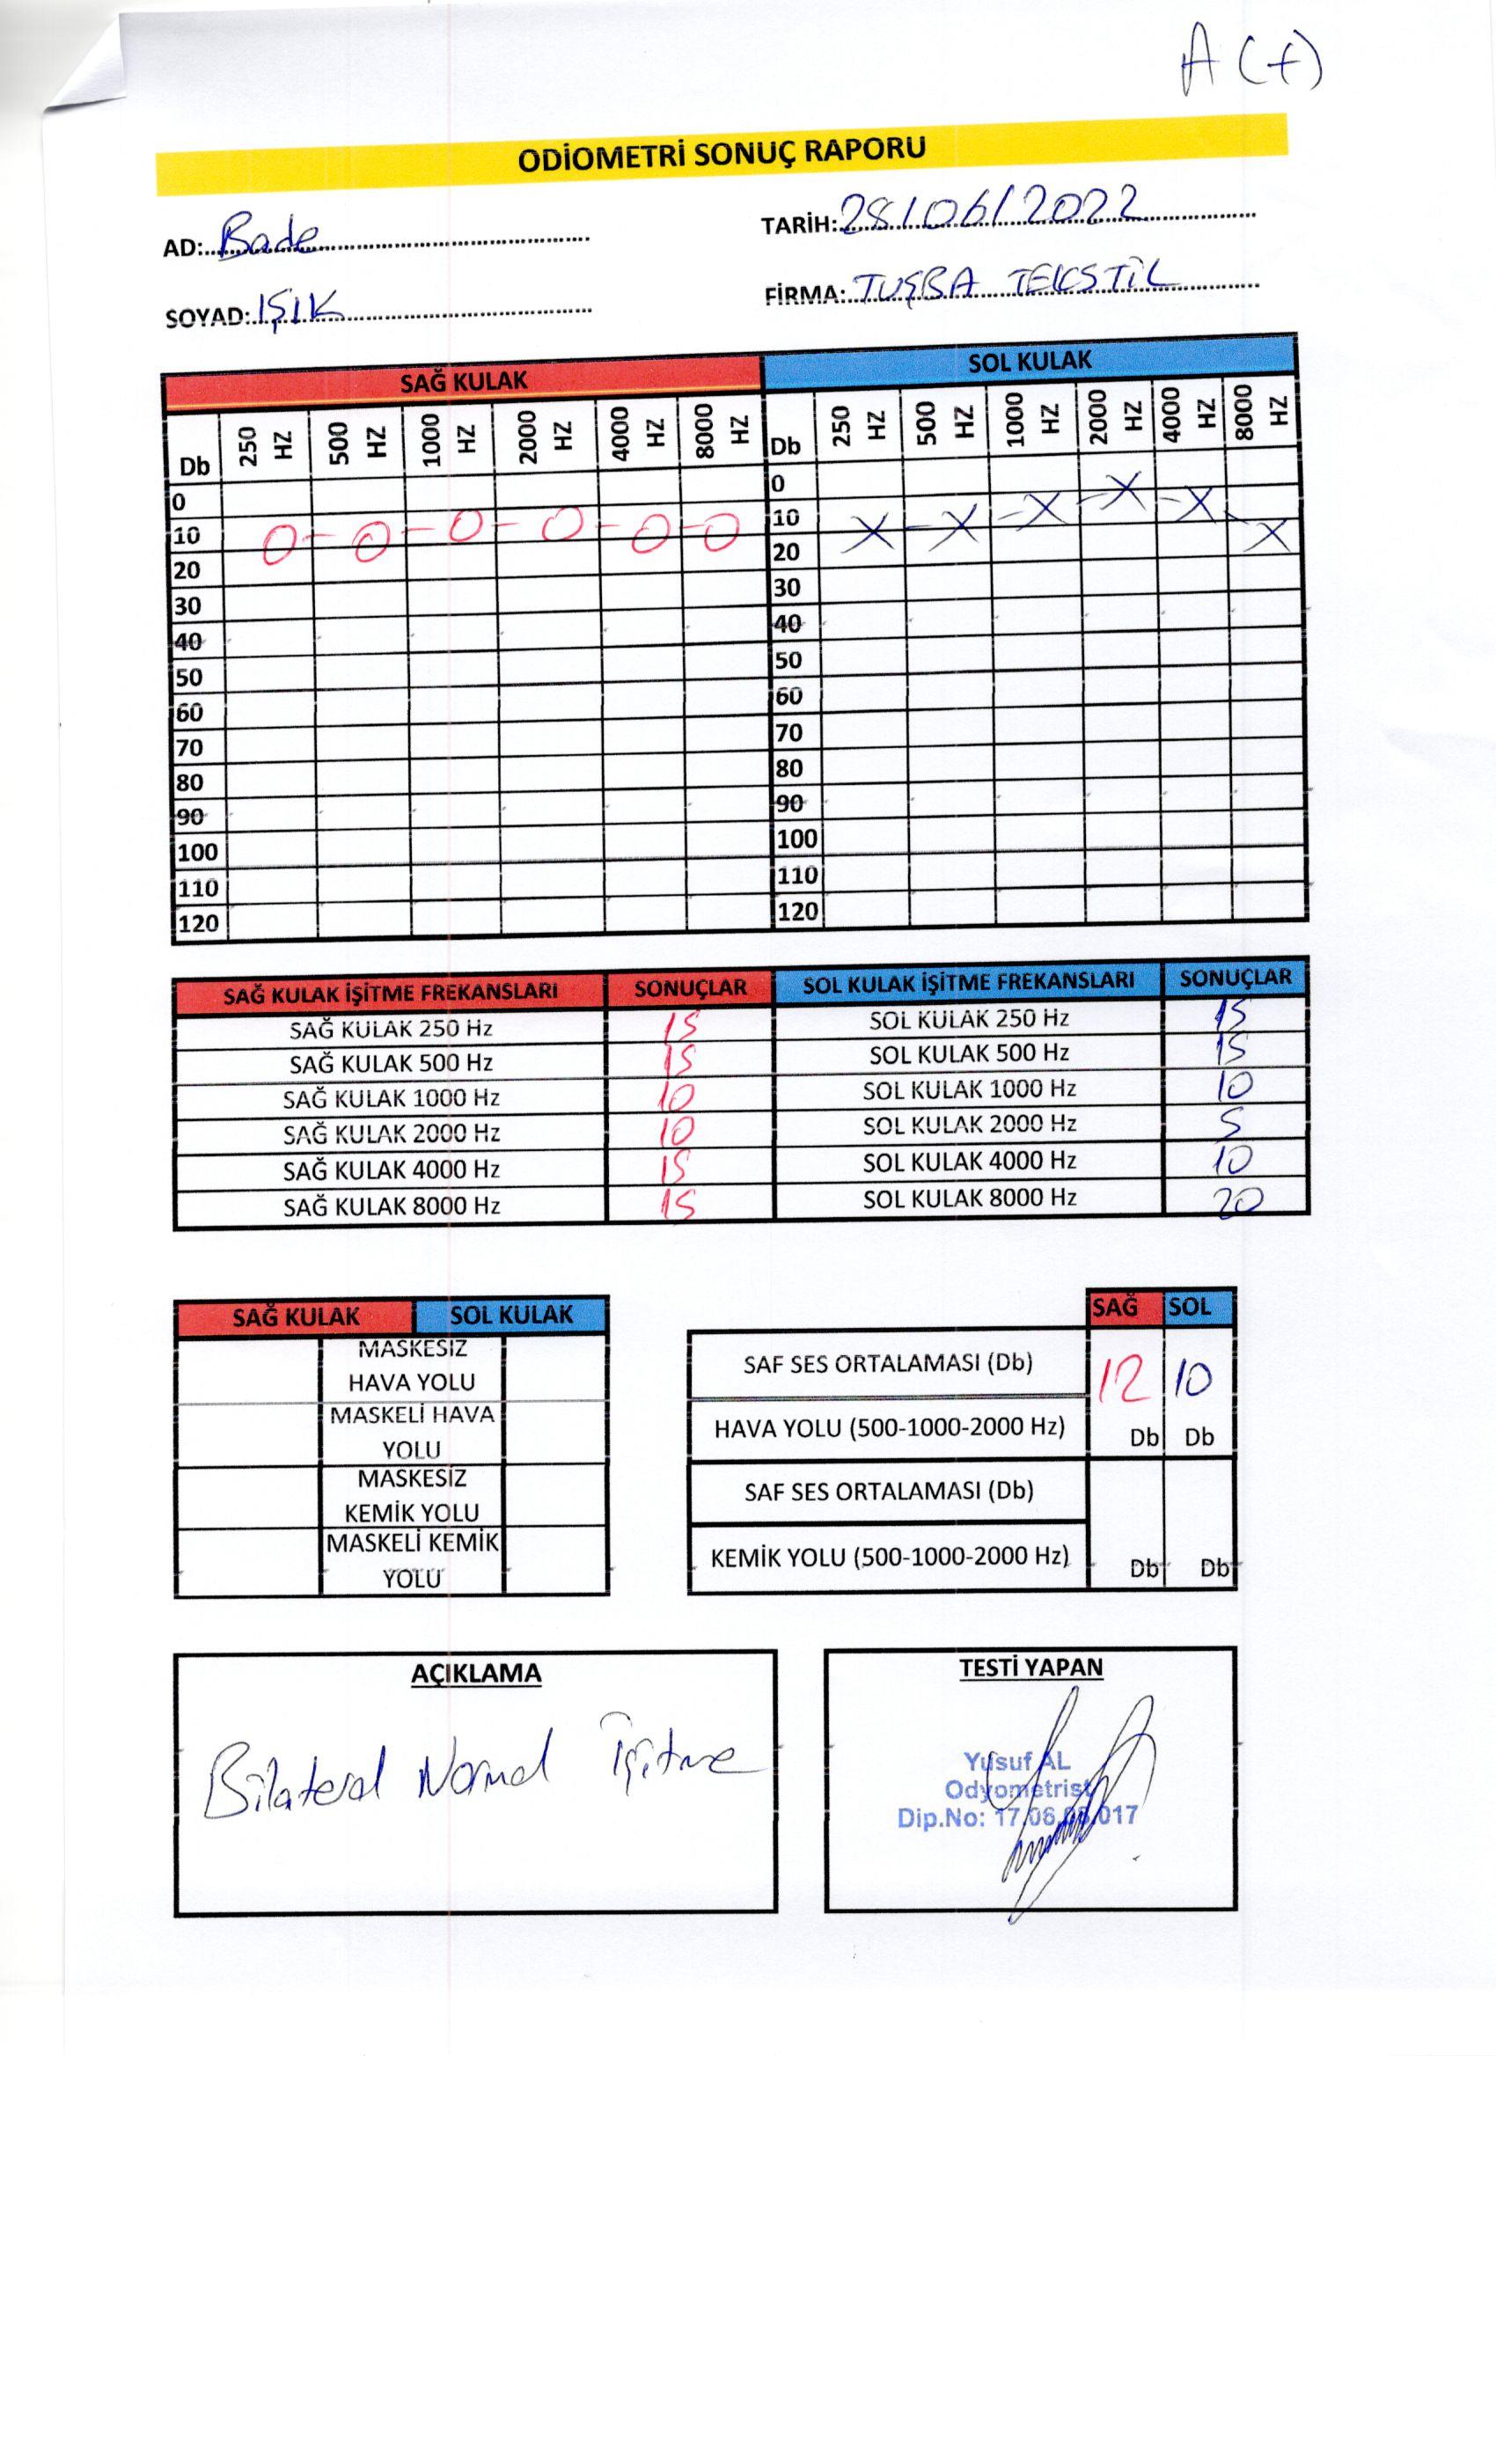 A (+)
ODİOMETRİ SONUÇ RAPORU
AD: Bade
TARİH: 28/06/2022
SOYAD: IŞIK
FİRMA: TUŞBA TEKSTİL
SAĞ KULAK SOL KULAK
Db 250 HZ 500 HZ 1000 HZ 2000 HZ 4000 HZ 8000 HZ Db 250 HZ 500 HZ 1000 HZ 2000 HZ 4000 HZ 8000 HZ
0 0
10 10
20 20
30 30
40 40
50 50
60 60
70 70
80 80
90 90
100 100
110 110
120 120
SAĞ KULAK İŞİTME FREKANSLARI SONUÇLAR SOL KULAK İŞİTME FREKANSLARI SONUÇLAR
SAĞ KULAK 250 Hz 15 SOL KULAK 250 Hz 15
SAĞ KULAK 500 Hz 15 SOL KULAK 500 Hz 15
SAĞ KULAK 1000 Hz 10 SOL KULAK 1000 Hz 10
SAĞ KULAK 2000 Hz 10 SOL KULAK 2000 Hz 5
SAĞ KULAK 4000 Hz 15 SOL KULAK 4000 Hz 10
SAĞ KULAK 8000 Hz 15 SOL KULAK 8000 Hz 20
SAĞ KULAK SOL KULAK
MASKESIZ
HAVA YOLU
MASKELİ HAVA
YOLU
MASKESIZ
KEMİK YOLU
MASKELİ KEMİK
YOLU
SAĞ SOL
SAF SES ORTALAMASI (Db) 12 10
HAVA YOLU (500-1000-2000 Hz) Db Db
SAF SES ORTALAMASI (Db)
KEMİK YOLU (500-1000-2000 Hz) Db Db
AÇIKLAMA
Bilateral Normal İşitme
TESTİ YAPAN
Yusuf AL
Odyometrist
Dip.No: